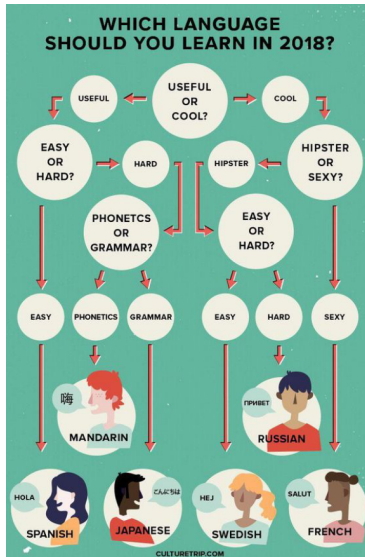 WHICH LANGUAGE
SHOULD YOU LEARN IN 2018?
USEFUL
OR
COOL?
USEFUL
COOL
EASY
OR
HARD?
HARD
HIPSTER
HIPSTER
OR
SEXY?
PHONETCS
OR
GRAMMAR?
EASY
OR
HARD?
EASY
PHONETICS
GRAMMAR
EASY
HARD
SEXY
嗨
MANDARIN
ПРИВЕТ
RUSSIAN
HOLA
SPANISH
こんにちは
JAPANESE
HEJ
SWEDISH
SALUT
FRENCH
CULTURETRIP.COM